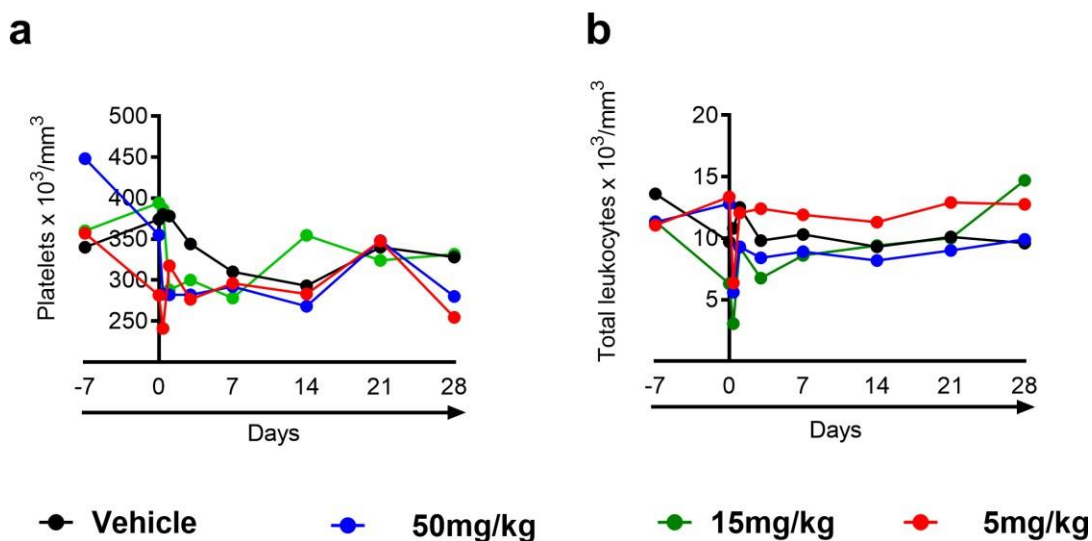 a
b
Platelets x 10³/mm³
500
450
400
350
300
250
-7 0 7 14 21 28
Days
Total leukocytes x 10³/mm³
20
15
10
5
-7 0 7 14 21 28
Days
Vehicle 50mg/kg 15mg/kg 5mg/kg